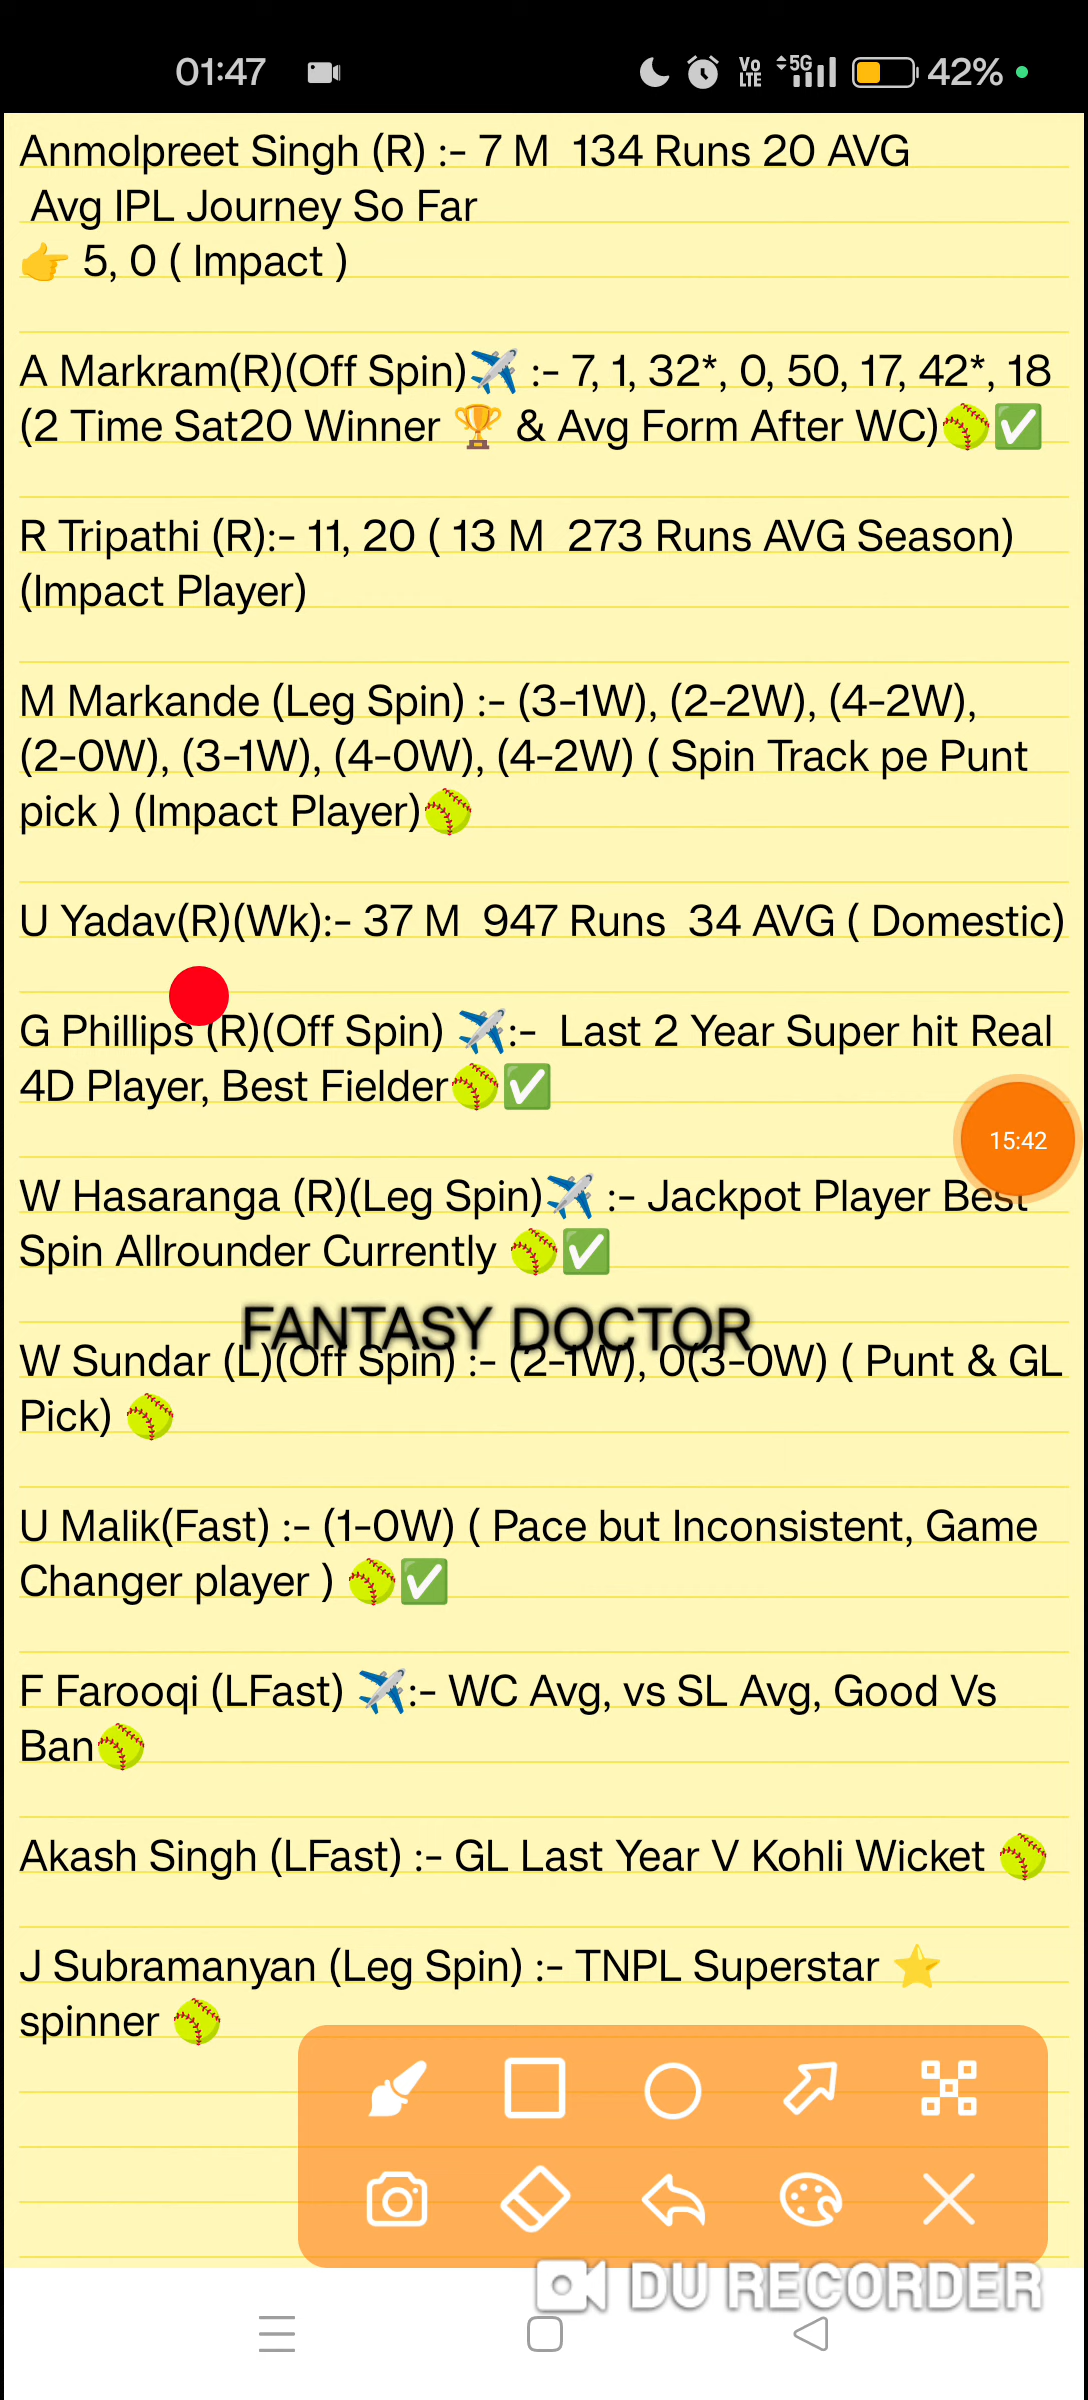 01:47 Vo LTE 5G 42%
Anmolpreet Singh (R) :- 7 M 134 Runs 20 AVG
Avg IPL Journey So Far
👉 5, 0 ( Impact )
A Markram(R)(Off Spin)✈️ :- 7, 1, 32*, 0, 50, 17, 42*, 18
(2 Time Sat20 Winner 🏆 & Avg Form After WC)🥎✅
R Tripathi (R):- 11, 20 ( 13 M 273 Runs AVG Season)
(Impact Player)
M Markande (Leg Spin) :- (3-1W), (2-2W), (4-2W),
(2-0W), (3-1W), (4-0W), (4-2W) ( Spin Track pe Punt
pick ) (Impact Player)🥎
U Yadav(R)(Wk):- 37 M 947 Runs 34 AVG ( Domestic)
G Phillips (R)(Off Spin) ✈️:- Last 2 Year Super hit Real
4D Player, Best Fielder🥎✅
15:42
W Hasaranga (R)(Leg Spin)✈️ :- Jackpot Player Best
Spin Allrounder Currently 🥎✅
FANTASY DOCTOR
W Sundar (L)(Off Spin) :- (2-1W), 0(3-0W) ( Punt & GL
Pick) 🥎
U Malik(Fast) :- (1-0W) ( Pace but Inconsistent, Game
Changer player ) 🥎✅
F Farooqi (LFast) ✈️:- WC Avg, vs SL Avg, Good Vs
Ban🥎
Akash Singh (LFast) :- GL Last Year V Kohli Wicket 🥎
J Subramanyan (Leg Spin) :- TNPL Superstar ⭐
spinner 🥎
DU RECORDER